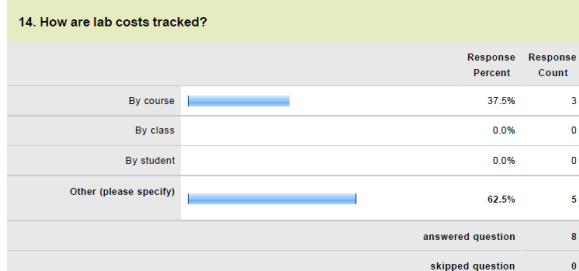 14. How are lab costs tracked?
Response Response
Percent Count
By course 37.5% 3
By class 0.0% 0
By student 0.0% 0
Other (please specify) 62.5% 5
answered question 8
skipped question 0